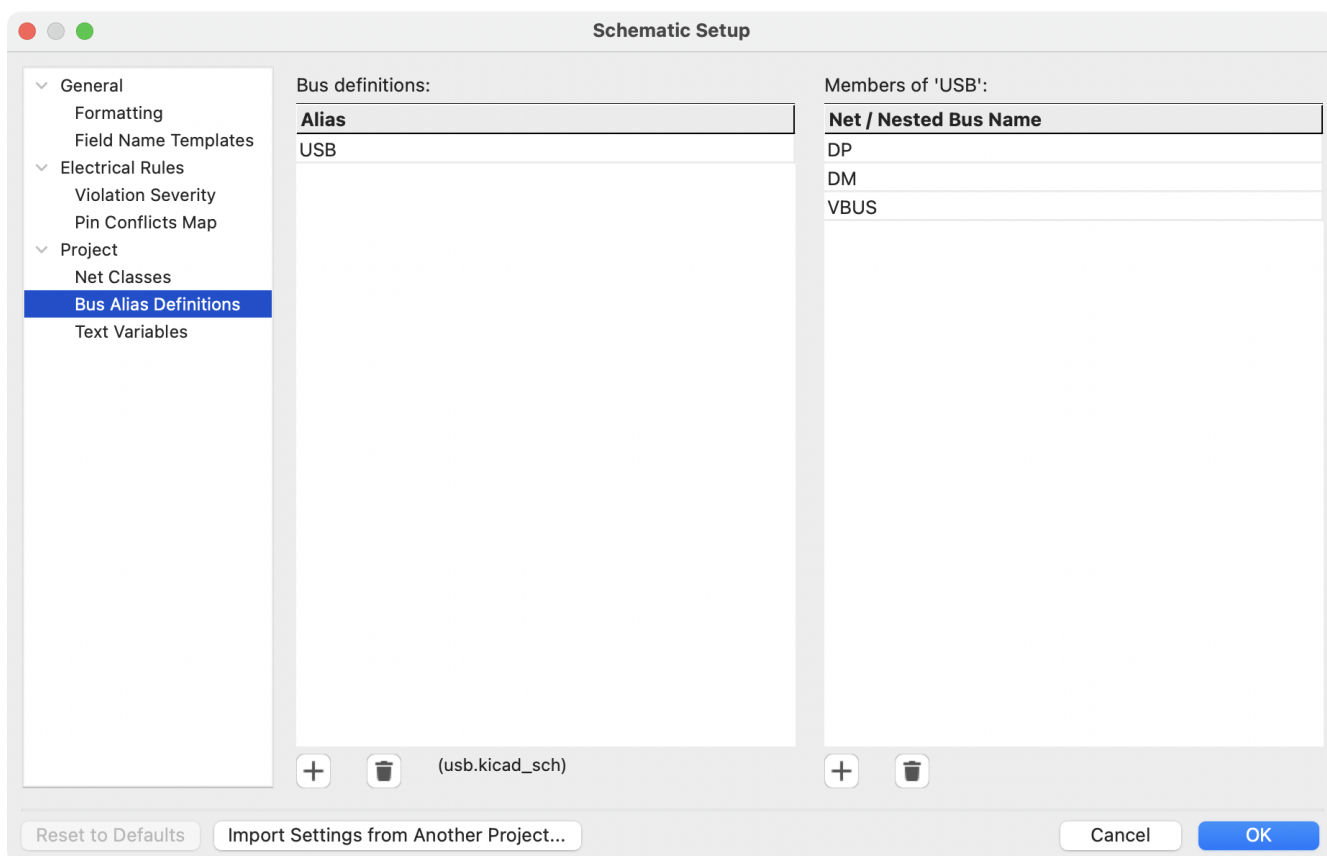 Schematic Setup
General
Formatting
Field Name Templates
Electrical Rules
Violation Severity
Pin Conflicts Map
Project
Net Classes
Bus Alias Definitions
Text Variables
Bus definitions:
Alias
USB
(usb.kicad_sch)
Members of 'USB':
Net / Nested Bus Name
DP
DM
VBUS
Reset to Defaults
Import Settings from Another Project...
Cancel
OK